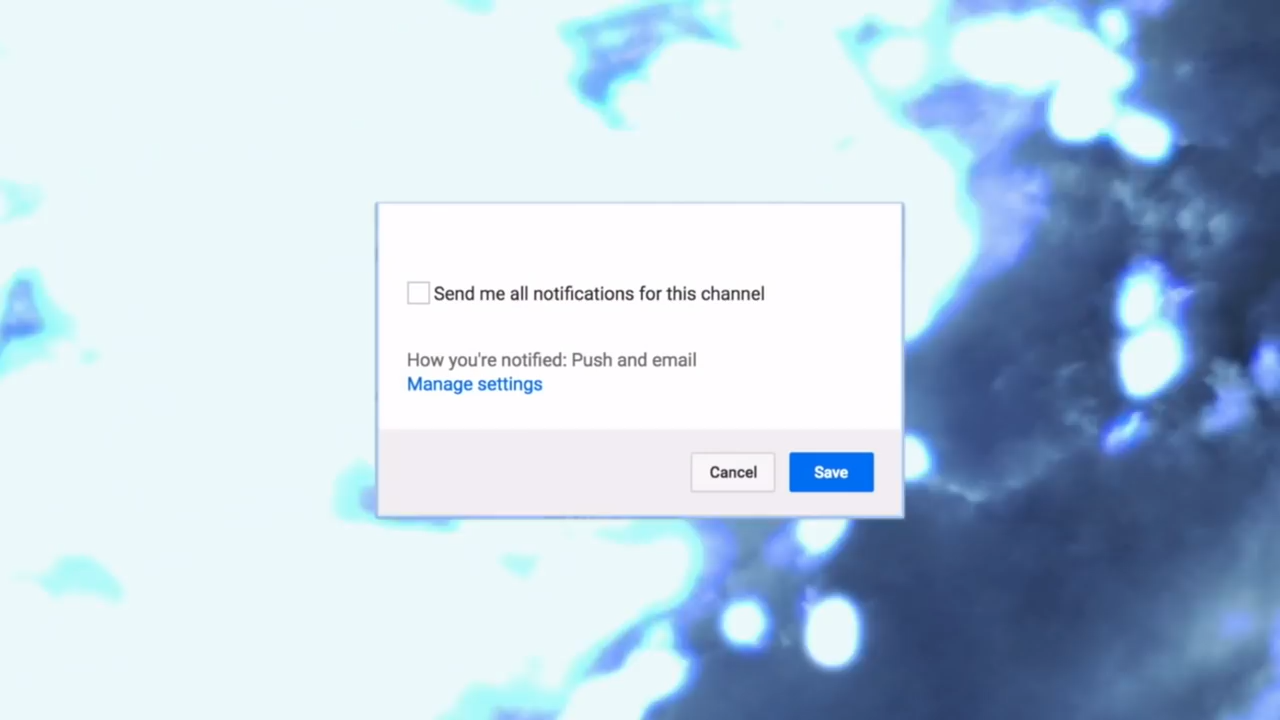 Send me all notifications for this channel
How you're notified: Push and email
Manage settings
Cancel
Save